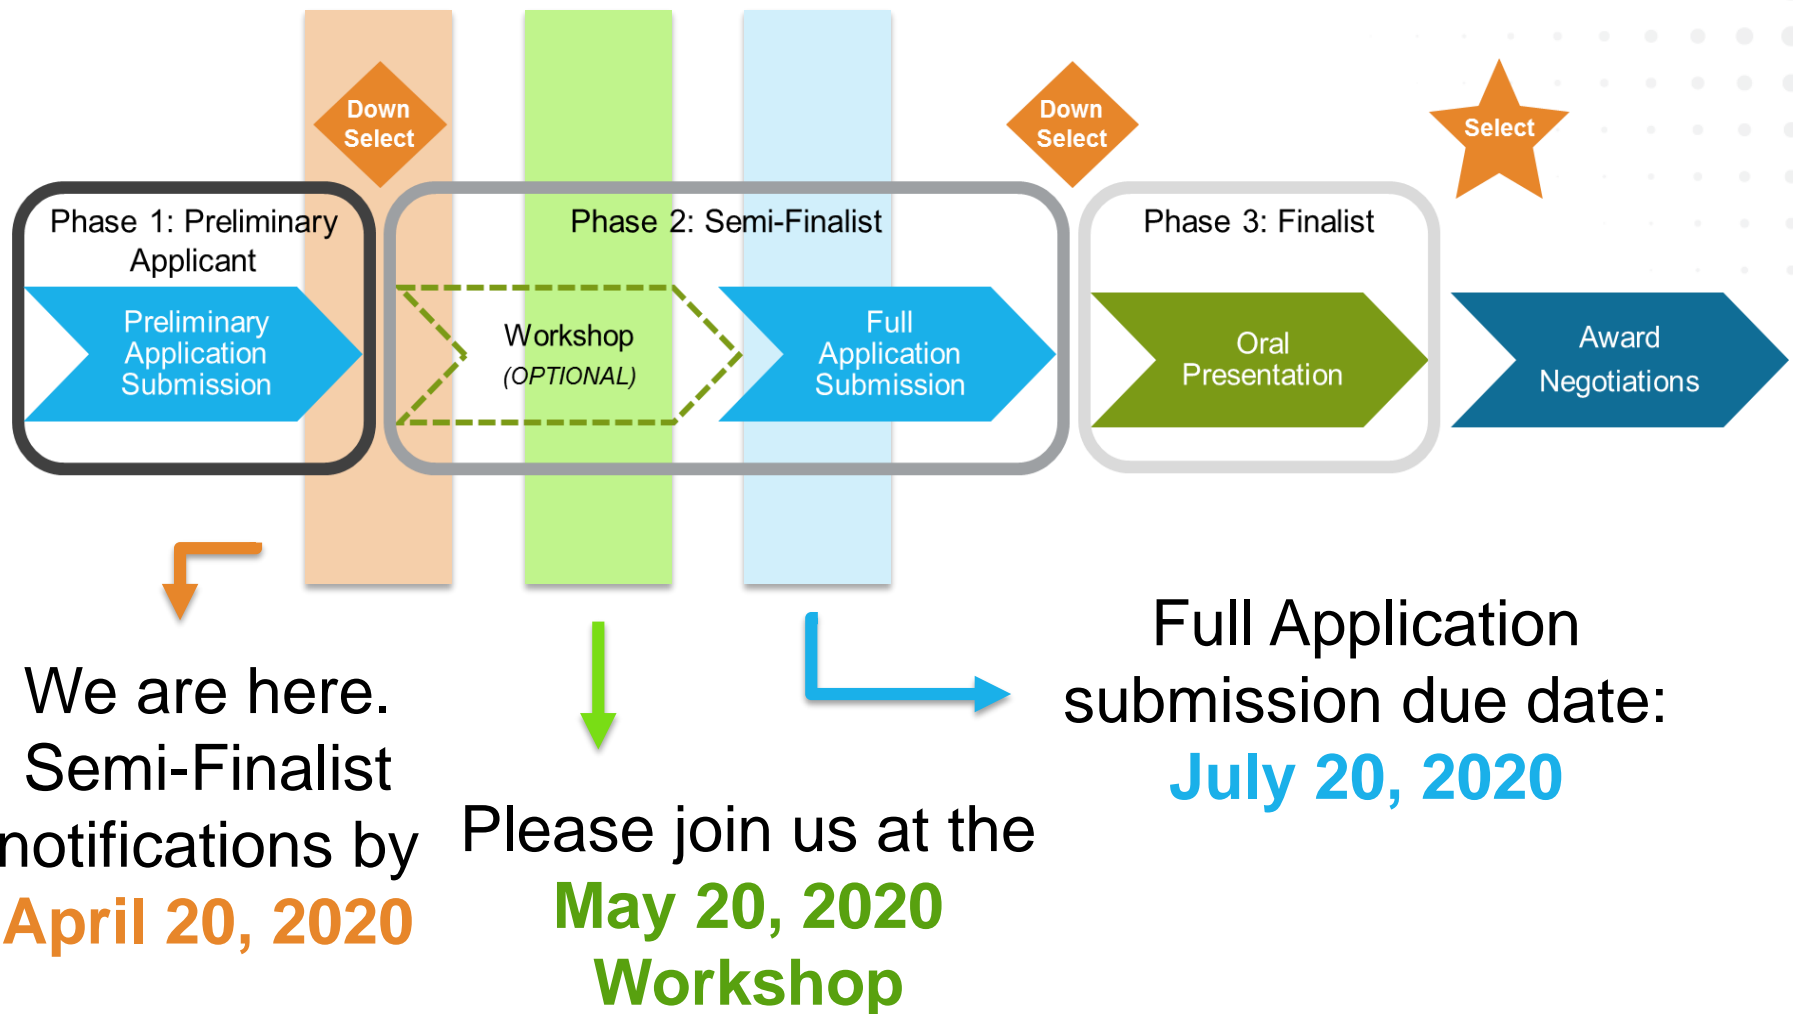 Down
Select
Down
Select
Select
Phase 1: Preliminary
Applicant
Phase 2: Semi-Finalist
Phase 3: Finalist
Preliminary
Application
Submission
Workshop
(OPTIONAL)
Full
Application
Submission
Oral
Presentation
Award
Negotiations
We are here.
Semi-Finalist
notifications by
April 20, 2020
Please join us at the
May 20, 2020
Workshop
Full Application
submission due date:
July 20, 2020